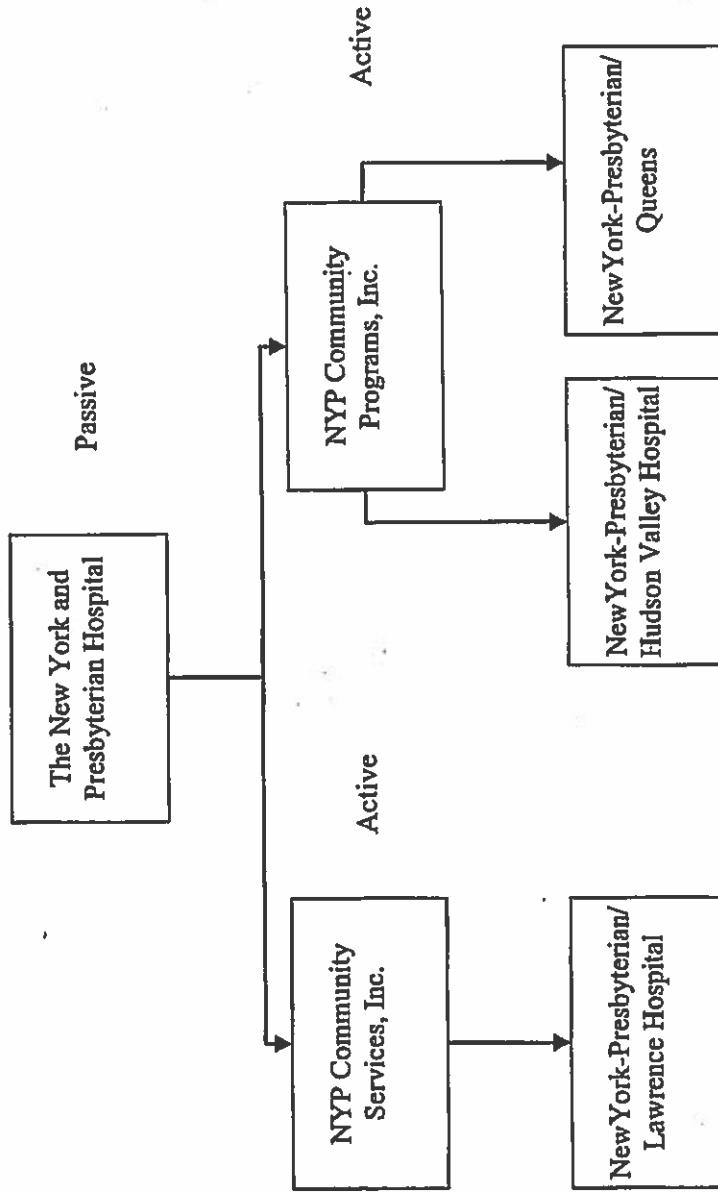 The New York and
Presbyterian Hospital
Passive
NYP Community
Services, Inc.
Active
NYP Community
Programs, Inc.
Active
NewYork-Presbyterian/
Lawrence Hospital
NewYork-Presbyterian/
Hudson Valley Hospital
NewYork-Presbyterian/
Queens